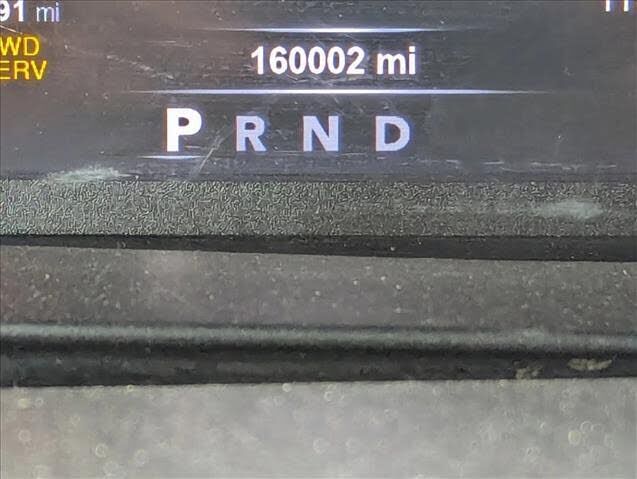 91 mi
WD
ERV
160002 mi
P R N D